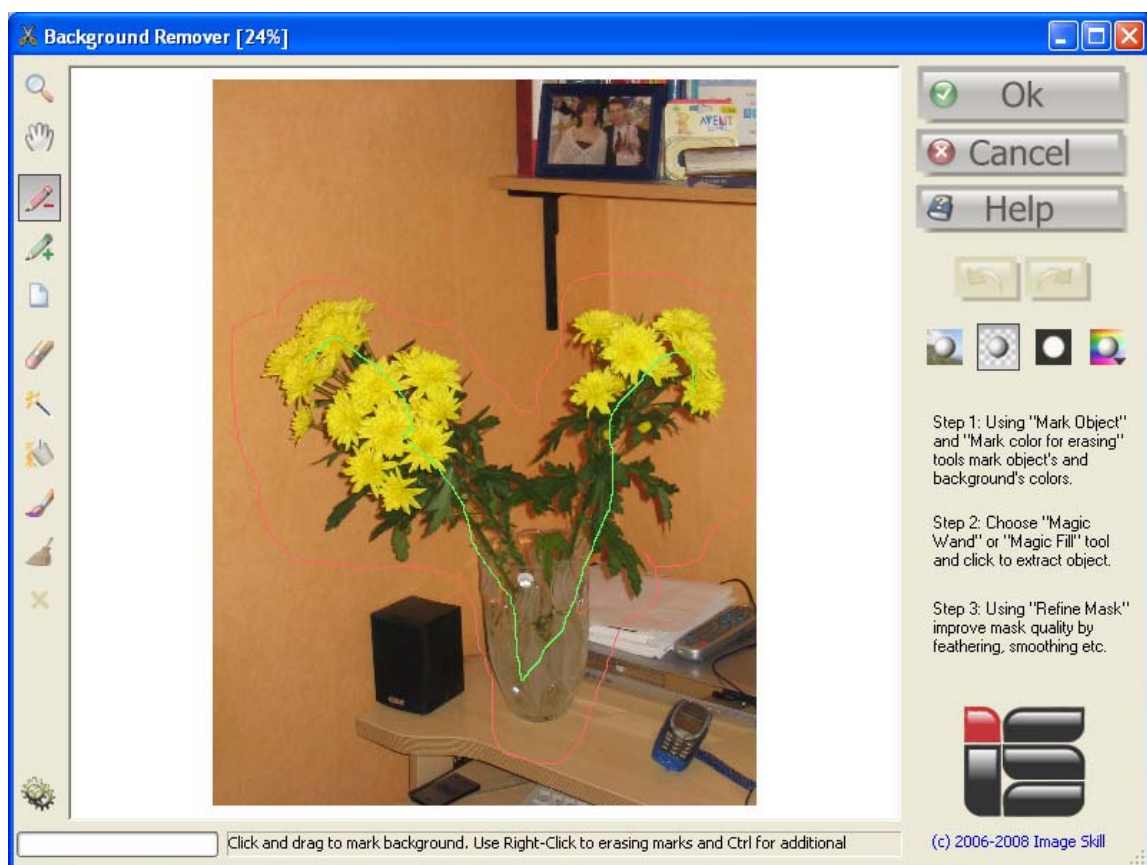 Background Remover [24%]
Ok
Cancel
Help
AVENT
Step 1: Using "Mark Object"
and "Mark color for erasing"
tools mark object's and
background's colors.
Step 2: Choose "Magic
Wand" or "Magic Fill" tool
and click to extract object.
Step 3: Using "Refine Mask"
improve mask quality by
feathering, smoothing etc.
(c) 2006-2008 Image Skill
Click and drag to mark background. Use Right-Click to erasing marks and Ctrl for additional